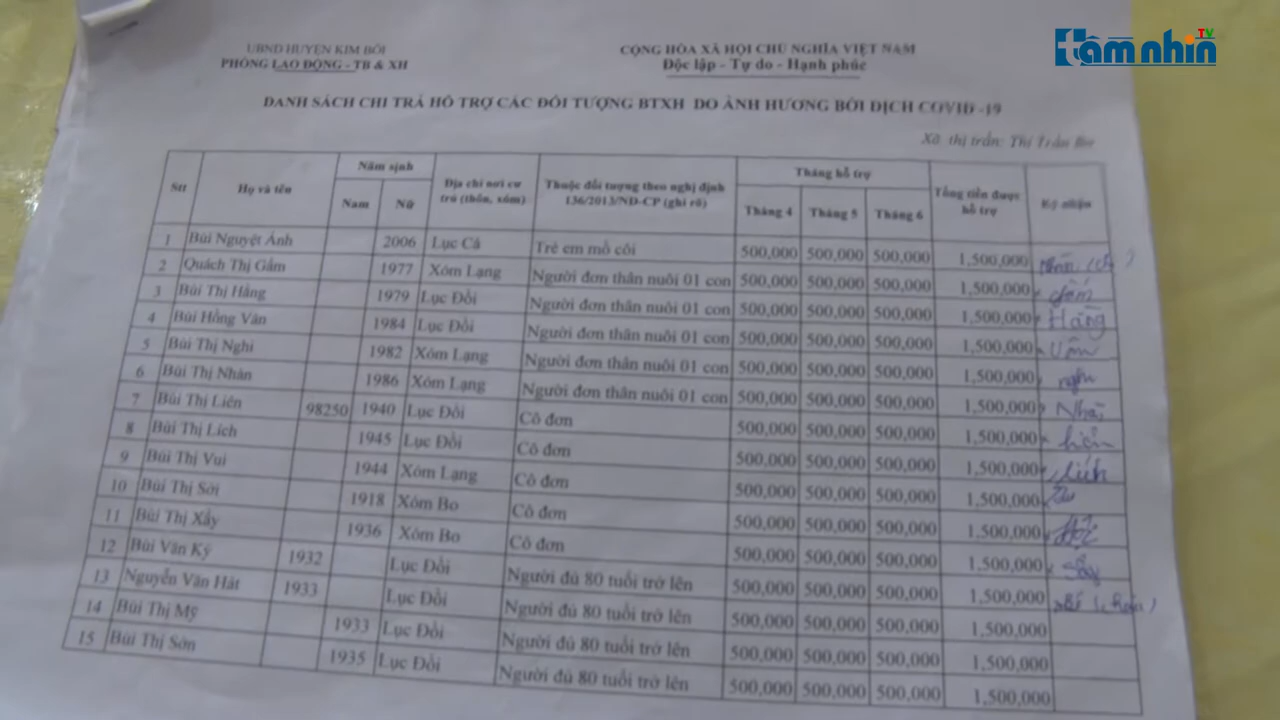 tầm nhìn TV
UBND HUYỆN KIM BÔI
PHÒNG LAO ĐỘNG - TB & XH
CỘNG HÒA XÃ HỘI CHỦ NGHĨA VIỆT NAM
Độc lập - Tự do - Hạnh phúc
DANH SÁCH CHI TRẢ HỖ TRỢ CÁC ĐỐI TƯỢNG BTXH DO ẢNH HƯỞNG BỞI DỊCH COVID -19
Xã, thị trấn: Thị Trấn Bo
Stt Họ và tên Năm sinh Địa chỉ nơi cư trú (thôn, xóm) Thuộc đối tượng theo nghị định 136/2013/NĐ-CP (ghi rõ) Tháng hỗ trợ Tổng tiền được hỗ trợ Ký nhận
Nam Nữ Tháng 4 Tháng 5 Tháng 6
1 Bùi Nguyệt Ánh 2006 Lục Cả Trẻ em mồ côi 500,000 500,000 500,000 1,500,000
2 Quách Thị Gấm 1977 Xóm Lạng Người đơn thân nuôi 01 con 500,000 500,000 500,000 1,500,000 Gấm
3 Bùi Thị Hằng 1979 Lục Đồi Người đơn thân nuôi 01 con 500,000 500,000 500,000 1,500,000 Hằng
4 Bùi Hồng Vân 1984 Lục Đồi Người đơn thân nuôi 01 con 500,000 500,000 500,000 1,500,000 Vân
5 Bùi Thị Nghi 1982 Xóm Lạng Người đơn thân nuôi 01 con 500,000 500,000 500,000 1,500,000 nghi
6 Bùi Thị Nhàn 1986 Xóm Lạng Người đơn thân nuôi 01 con 500,000 500,000 500,000 1,500,000
7 Bùi Thị Liên 98250 1940 Lục Đồi Cô đơn 500,000 500,000 500,000 1,500,000
8 Bùi Thị Lích 1945 Lục Đồi Cô đơn 500,000 500,000 500,000 1,500,000
9 Bùi Thị Vui 1944 Xóm Lạng Cô đơn 500,000 500,000 500,000 1,500,000
10 Bùi Thị Sời 1918 Xóm Bo Cô đơn 500,000 500,000 500,000 1,500,000
11 Bùi Thị Xẩy 1936 Xóm Bo Cô đơn 500,000 500,000 500,000 1,500,000
12 Bùi Văn Ký 1932 Lục Đồi Người đủ 80 tuổi trở lên 500,000 500,000 500,000 1,500,000
13 Nguyễn Văn Hát 1933 Lục Đồi Người đủ 80 tuổi trở lên 500,000 500,000 500,000 1,500,000
14 Bùi Thị Mỹ 1933 Lục Đồi Người đủ 80 tuổi trở lên 500,000 500,000 500,000 1,500,000
15 Bùi Thị Sơn 1935 Lục Đồi Người đủ 80 tuổi trở lên 500,000 500,000 500,000 1,500,000